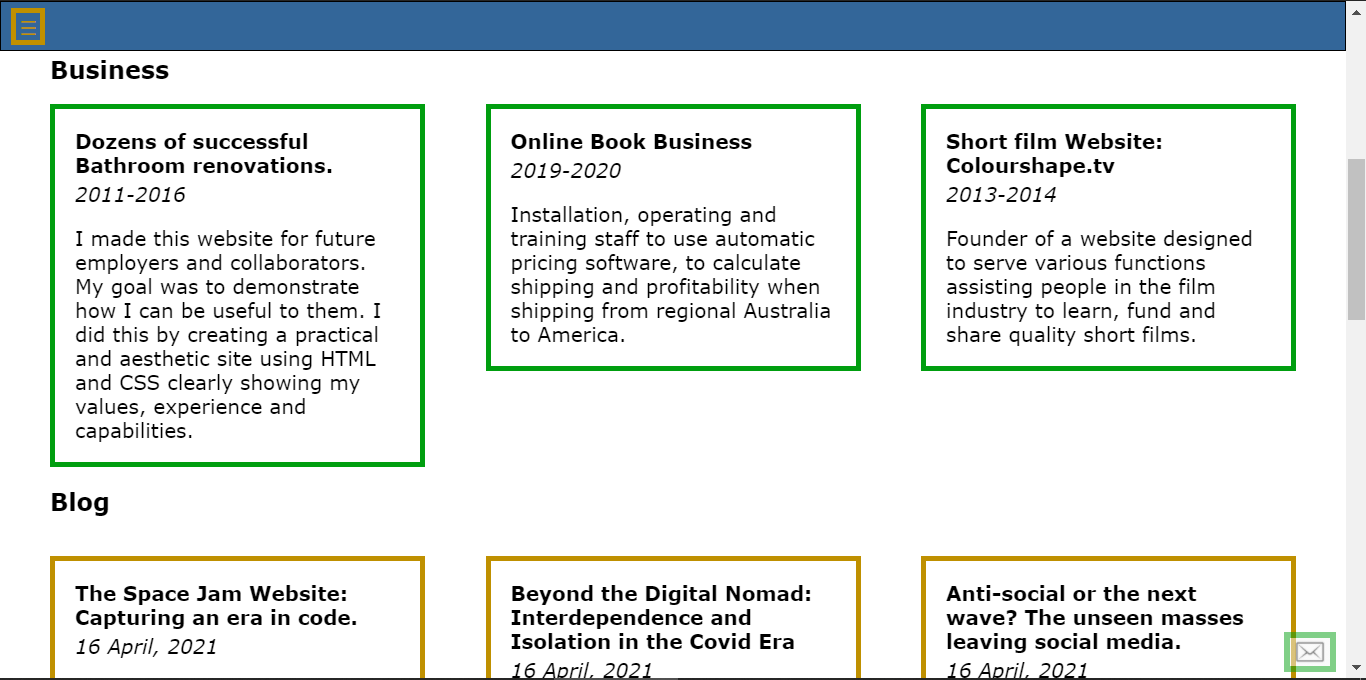 Business
Dozens of successful
Bathroom renovations.
2011-2016
I made this website for future
employers and collaborators.
My goal was to demonstrate
how I can be useful to them. I
did this by creating a practical
and aesthetic site using HTML
and CSS clearly showing my
values, experience and
capabilities.
Online Book Business
2019-2020
Installation, operating and
training staff to use automatic
pricing software, to calculate
shipping and profitability when
shipping from regional Australia
to America.
Short film Website:
Colourshape.tv
2013-2014
Founder of a website designed
to serve various functions
assisting people in the film
industry to learn, fund and
share quality short films.
Blog
The Space Jam Website:
Capturing an era in code.
16 April, 2021
Beyond the Digital Nomad:
Interdependence and
Isolation in the Covid Era
16 April, 2021
Anti-social or the next
wave? The unseen masses
leaving social media.
16 April, 2021